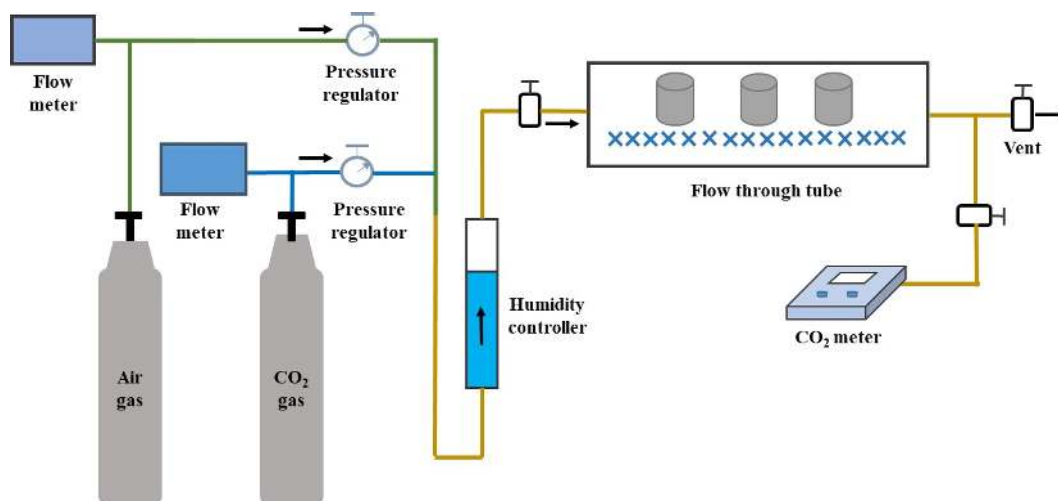 Flow
meter
Pressure
regulator
Flow
meter
Pressure
regulator
Flow through tube
Vent
Humidity
controller
CO₂ meter
Air
gas
CO₂
gas